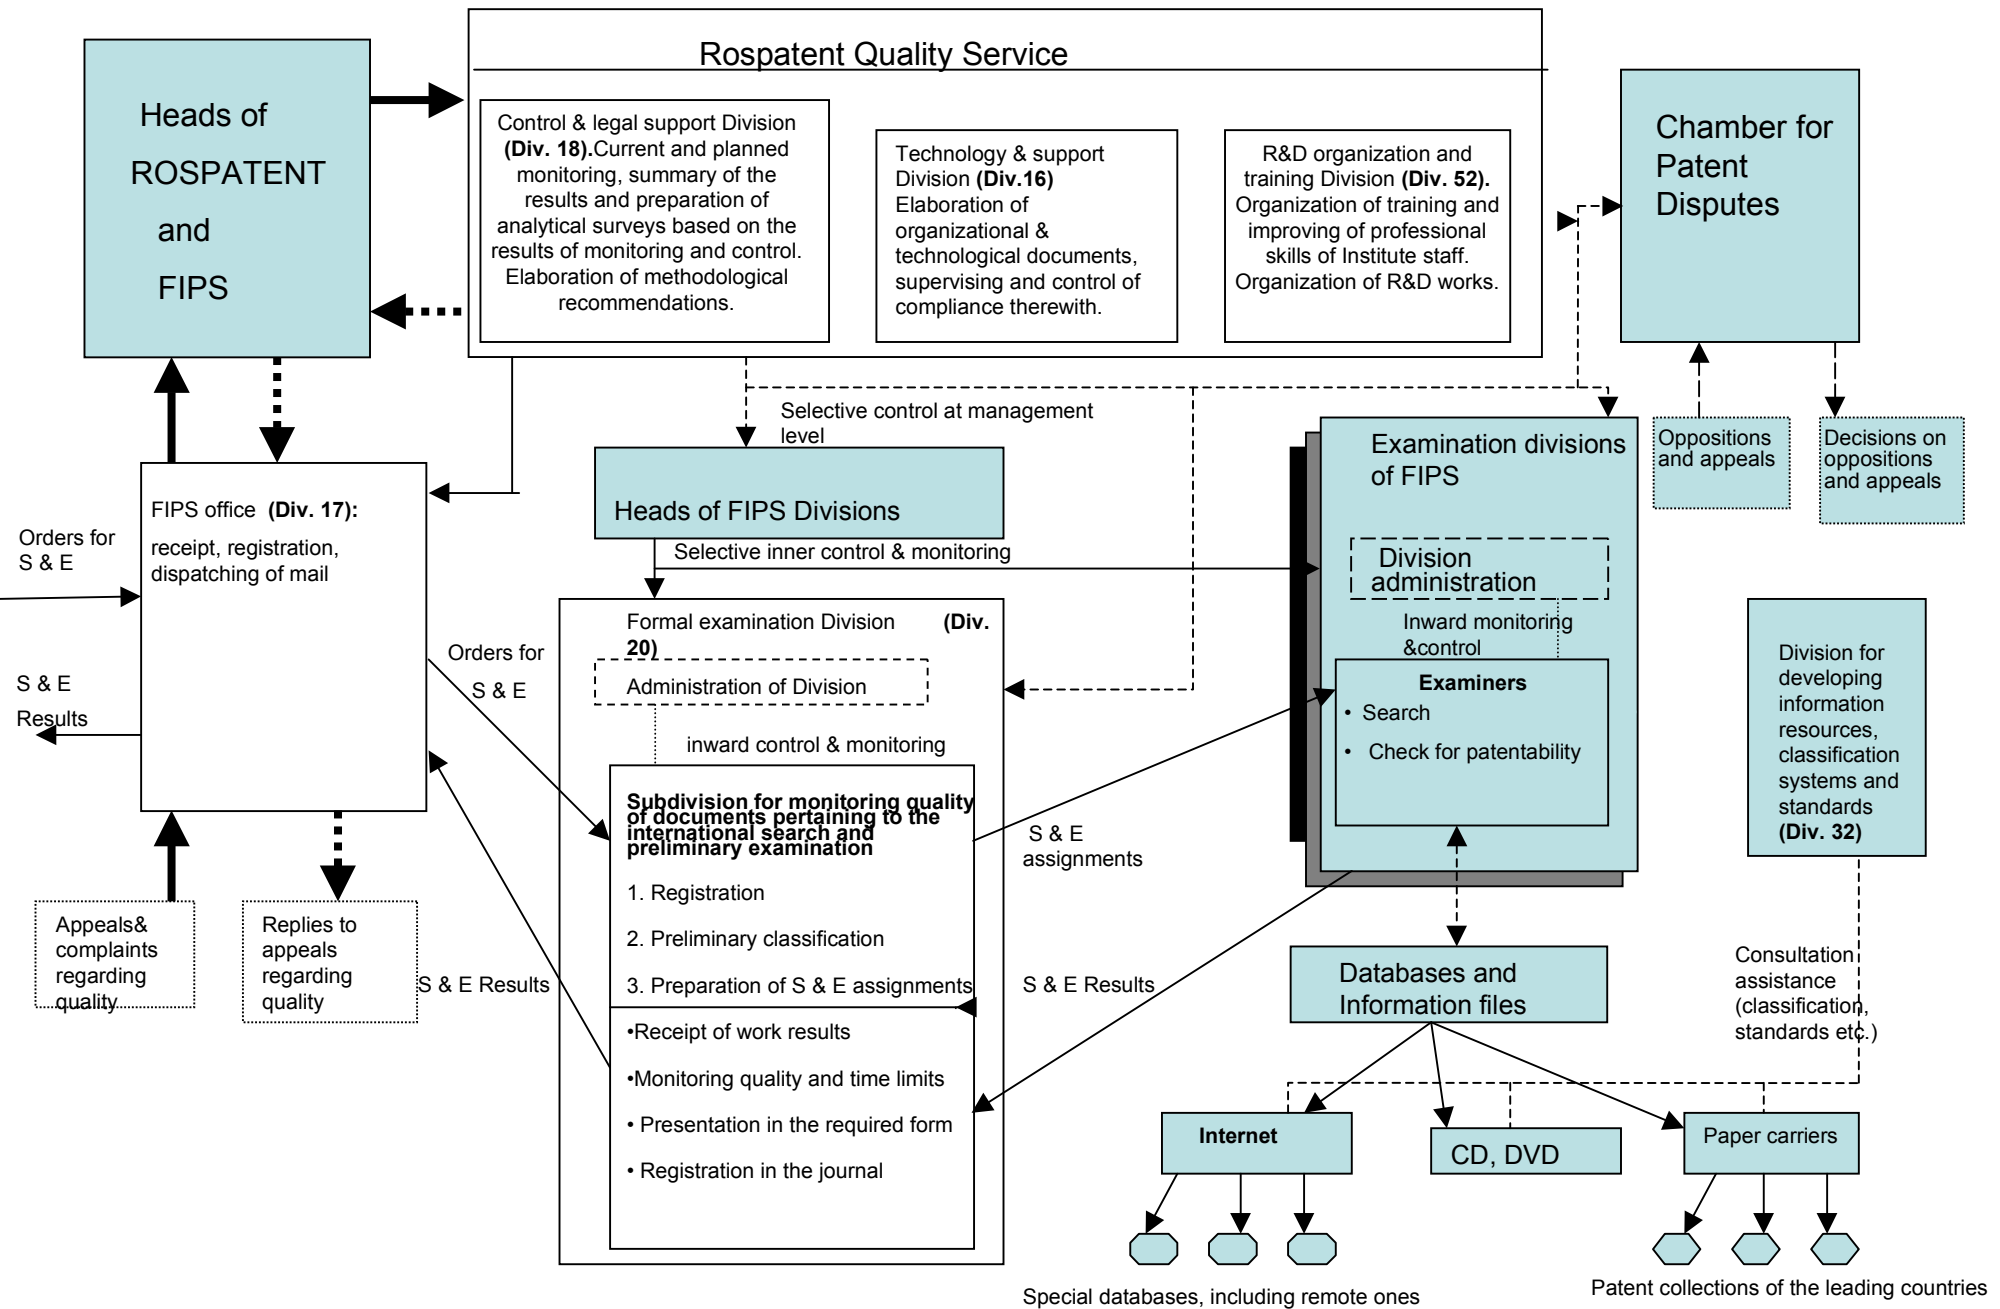 Rospatent Quality Service
Heads of
ROSPATENT
and
FIPS
Control & legal support Division
(Div. 18).Current and planned
monitoring, summary of the
results and preparation of
analytical surveys based on the
results of monitoring and control.
Elaboration of methodological
recommendations.
Technology & support
Division (Div.16)
Elaboration of
organizational &
technological documents,
supervising and control of
compliance therewith.
R&D organization and
training Division (Div. 52).
Organization of training and
improving of professional
skills of Institute staff.
Organization of R&D works.
Chamber for
Patent
Disputes
Selective control at management
level
Heads of FIPS Divisions
Selective inner control & monitoring
Examination divisions
of FIPS
Division
administration
Inward monitoring
&control
Examiners
• Search
• Check for patentability
Oppositions
and appeals
Decisions on
oppositions
and appeals
FIPS office (Div. 17):
receipt, registration,
dispatching of mail
Orders for
S & E
S & E
Results
Orders for
S & E
Formal examination Division (Div.
20)
Administration of Division
inward control & monitoring
Subdivision for monitoring quality
of documents pertaining to the
international search and
preliminary examination
1. Registration
2. Preliminary classification
3. Preparation of S & E assignments
•Receipt of work results
•Monitoring quality and time limits
• Presentation in the required form
• Registration in the journal
S & E
assignments
S & E Results
S & E Results
Appeals&
complaints
regarding
quality
Replies to
appeals
regarding
quality
Division for
developing
information
resources,
classification
systems and
standards
(Div. 32)
Consultation
assistance
(classification,
standards etc.)
Databases and
Information files
Internet
CD, DVD
Paper carriers
Special databases, including remote ones
Patent collections of the leading countries